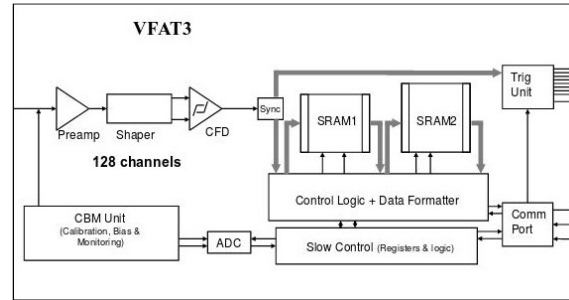 VFAT3
Preamp
Shaper
CFD
Sync
SRAM1
SRAM2
Trig
Unit
128 channels
Control Logic + Data Formatter
CBM Unit
(Calibration, Bias &
Monitoring)
ADC
Slow Control (Registers & logic)
Comm
Port